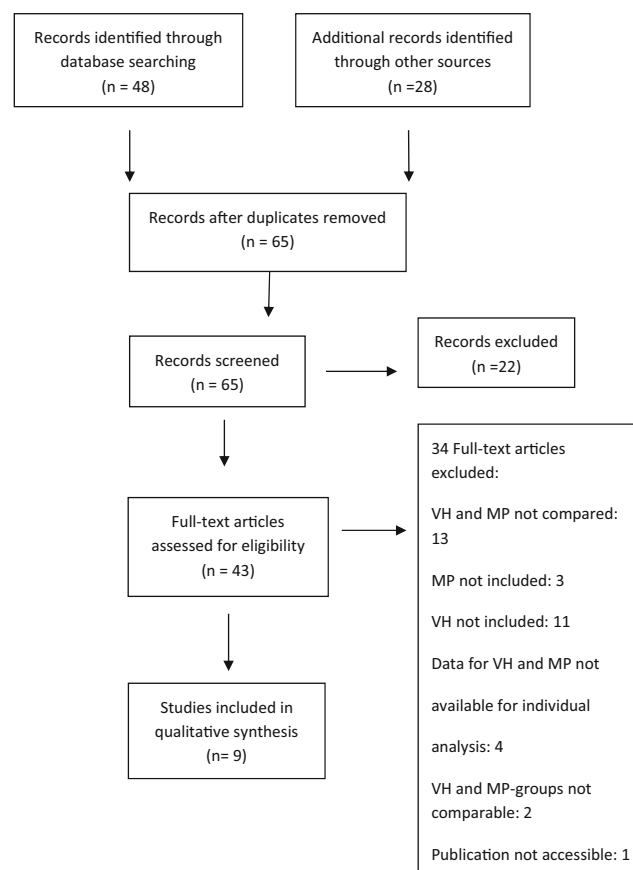 Records identified through
database searching
(n = 48)
Additional records identified
through other sources
(n =28)
Records after duplicates removed
(n = 65)
Records screened
(n = 65)
Records excluded
(n =22)
Full-text articles
assessed for eligibility
(n = 43)
34 Full-text articles
excluded:
VH and MP not compared:
13
MP not included: 3
VH not included: 11
Data for VH and MP not
available for individual
analysis: 4
VH and MP-groups not
comparable: 2
Publication not accessible: 1
Studies included in
qualitative synthesis
(n= 9)